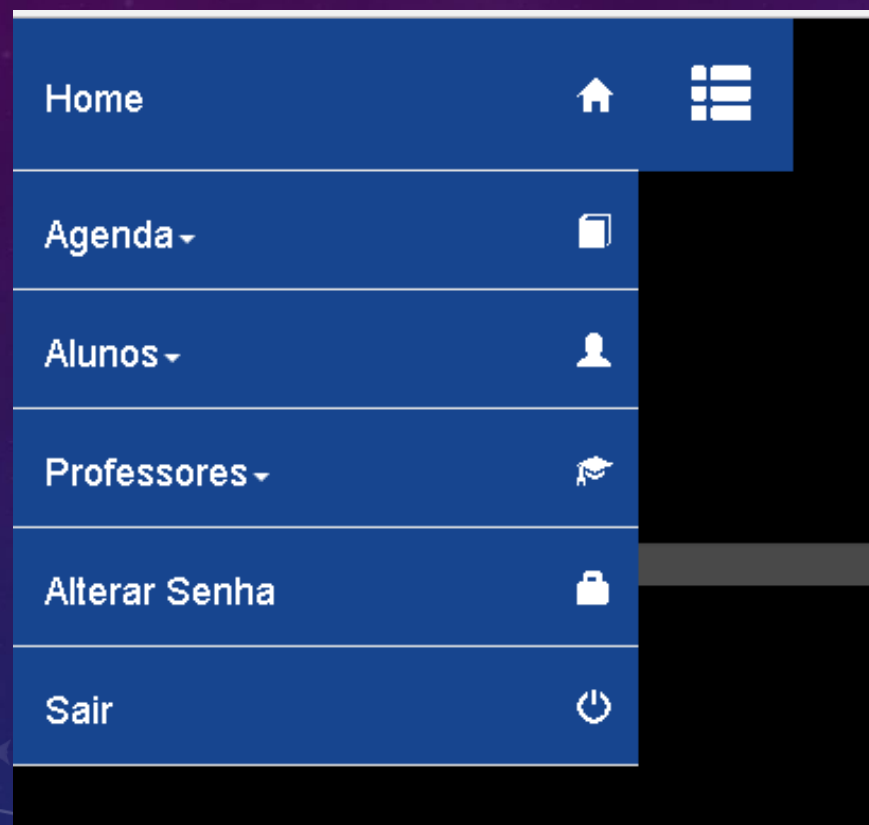 Home
Agenda
Alunos
Professores
Alterar Senha
Sair